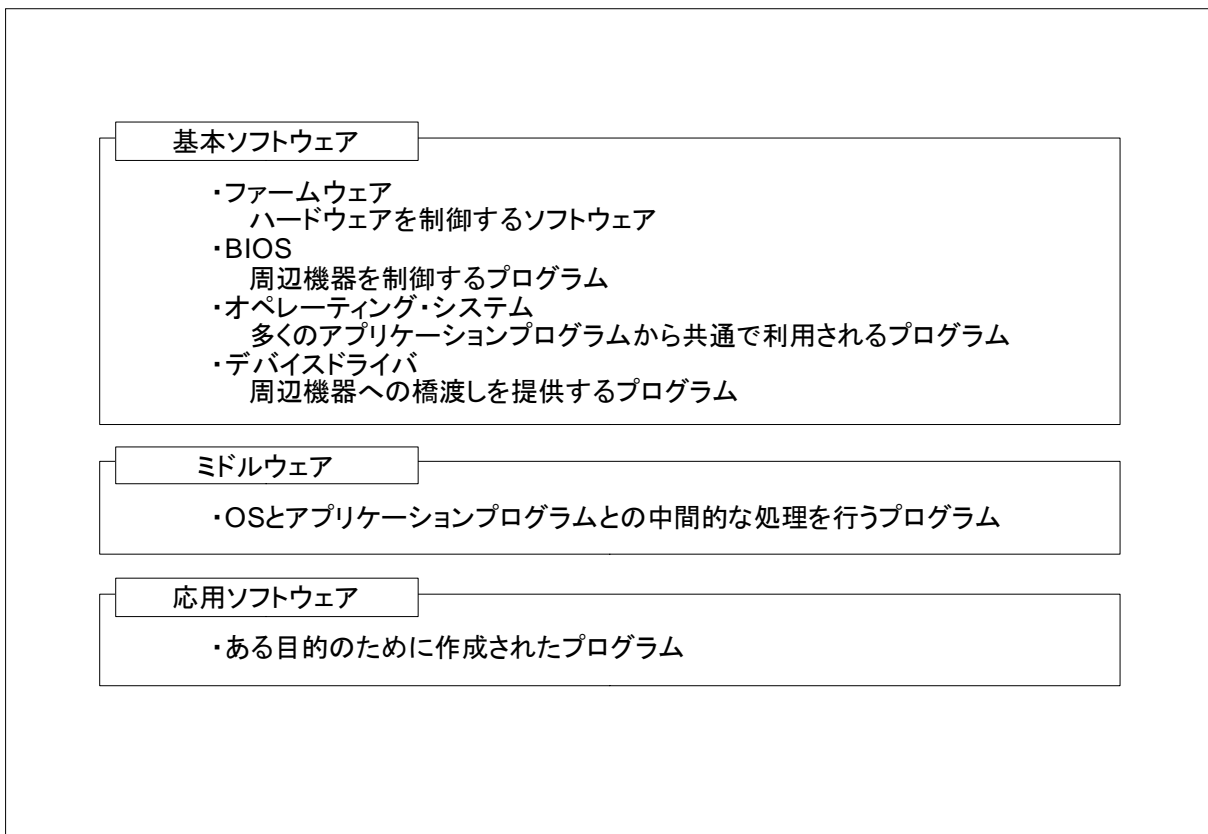 基本ソフトウェア
・ファームウェア
ハードウェアを制御するソフトウェア
・BIOS
周辺機器を制御するプログラム
・オペレーティング・システム
多くのアプリケーションプログラムから共通で利用されるプログラム
・デバイスドライバ
周辺機器への橋渡しを提供するプログラム
ミドルウェア
・OSとアプリケーションプログラムとの中間的な処理を行うプログラム
応用ソフトウェア
・ある目的のために作成されたプログラム